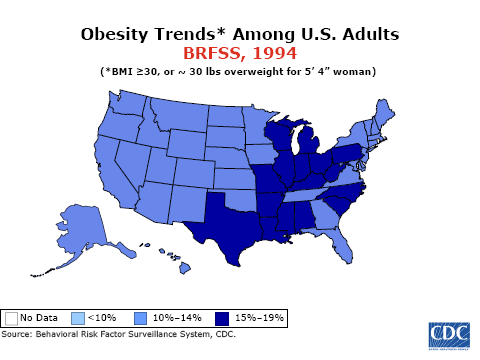 Obesity Trends* Among U.S. Adults
BRFSS, 1994
(*BMI ≥30, or ~ 30 lbs overweight for 5’ 4” woman)
No Data <10% 10%–14% 15%–19%
Source: Behavioral Risk Factor Surveillance System, CDC.
CDC